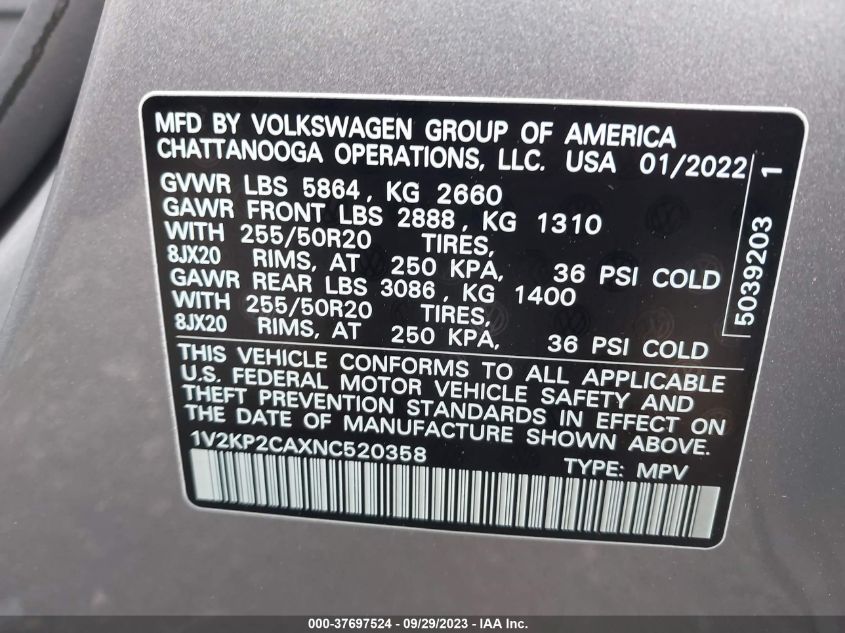 MFD BY VOLKSWAGEN GROUP OF AMERICA
CHATTANOOGA OPERATIONS, LLC. USA 01/2022
GVWR LBS 5864, KG 2660
GAWR FRONT LBS 2888, KG 1310
WITH 255/50R20 TIRES,
8JX20 RIMS, AT 250 KPA, 36 PSI COLD
GAWR REAR LBS 3086, KG 1400
WITH 255/50R20 TIRES,
8JX20 RIMS, AT 250 KPA, 36 PSI COLD
THIS VEHICLE CONFORMS TO ALL APPLICABLE
U.S. FEDERAL MOTOR VEHICLE SAFETY AND
THEFT PREVENTION STANDARDS IN EFFECT ON
THE DATE OF MANUFACTURE SHOWN ABOVE.
1V2KP2CAXNC520358 TYPE: MPV
5039203 1
000-37697524 - 09/29/2023 - IAA Inc.